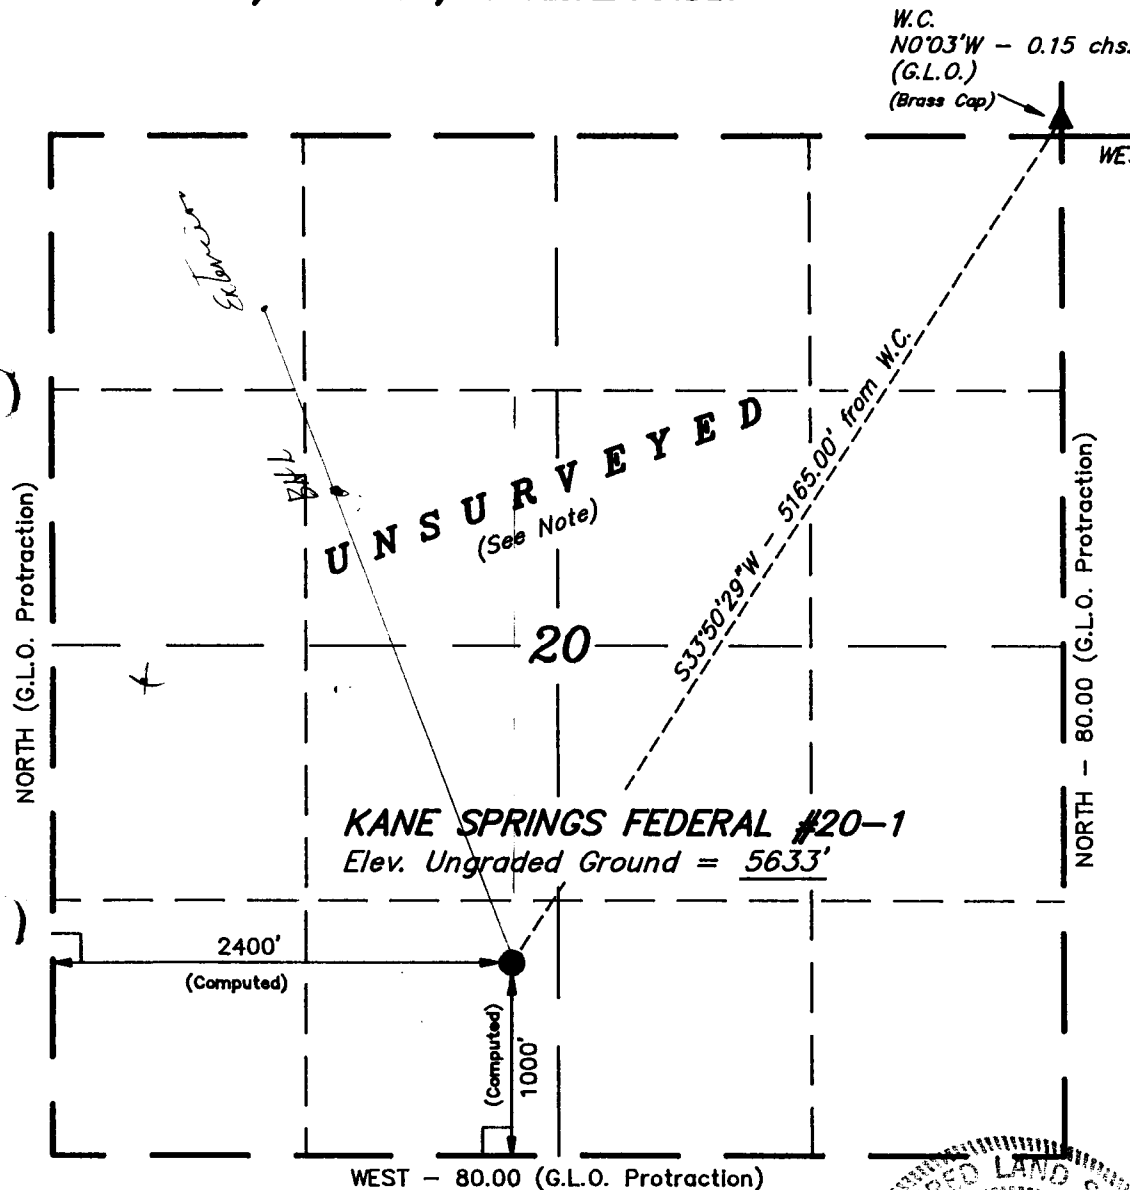 W.C.
N0°03'W - 0.15 chs.
(G.L.O.)
(Brass Cap)
WES
Extension
BHL
UNSURVEYED
(See Note)
S33°50'29"W - 5165.00' from W.C.
NORTH (G.L.O. Protraction)
NORTH - 80.00 (G.L.O. Protraction)
20
KANE SPRINGS FEDERAL #20-1
Elev. Ungraded Ground = 5633'
2400'
(Computed)
(Computed)
1000'
WEST - 80.00 (G.L.O. Protraction)
LAND